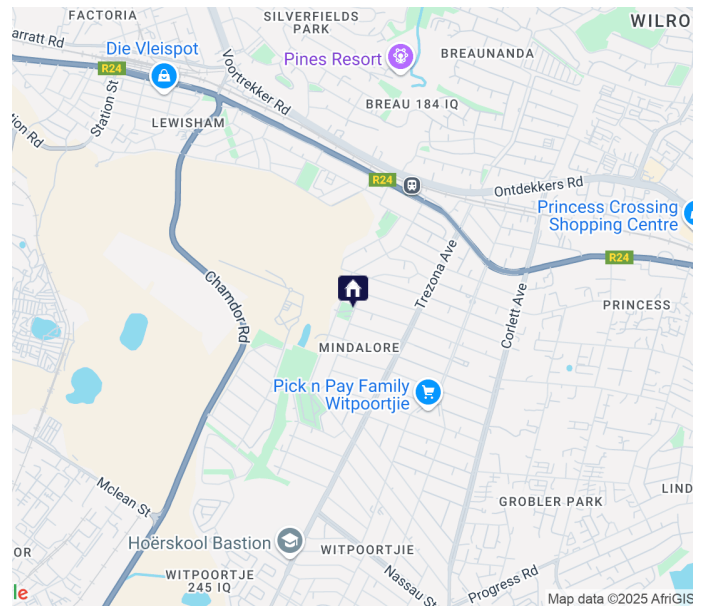 FACTORIA
SILVERFIELDS
PARK
WILRO
arratt Rd
Die Vleispot
Pines Resort
BREAUNANDA
R24
Voortrekker Rd
Station St
BREAU 184 IQ
LEWISHAM
tion Rd
R24
Ontdekkers Rd
Princess Crossing
Shopping Centre
Trezona Ave
R24
Chamdor Rd
Corlett Ave
PRINCESS
MINDALORE
Pick n Pay Family
Witpoortjie
Mclean St
GROBLER PARK
LIND
OR
Hoërskool Bastion
WITPOORTJIE
WITPOORTJE
245 IQ
Nassau St
Progress Rd
le
Map data ©2025 AfriGIS